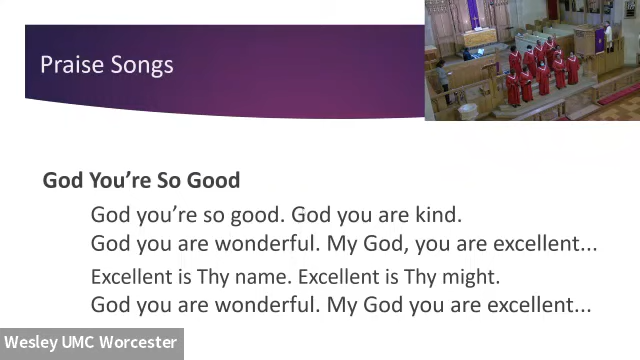 Praise Songs
God You're So Good
God you're so good. God you are kind.
God you are wonderful. My God, you are excellent...
Excellent is Thy name. Excellent is Thy might.
God you are wonderful. My God you are excellent...
Wesley UMC Worcester